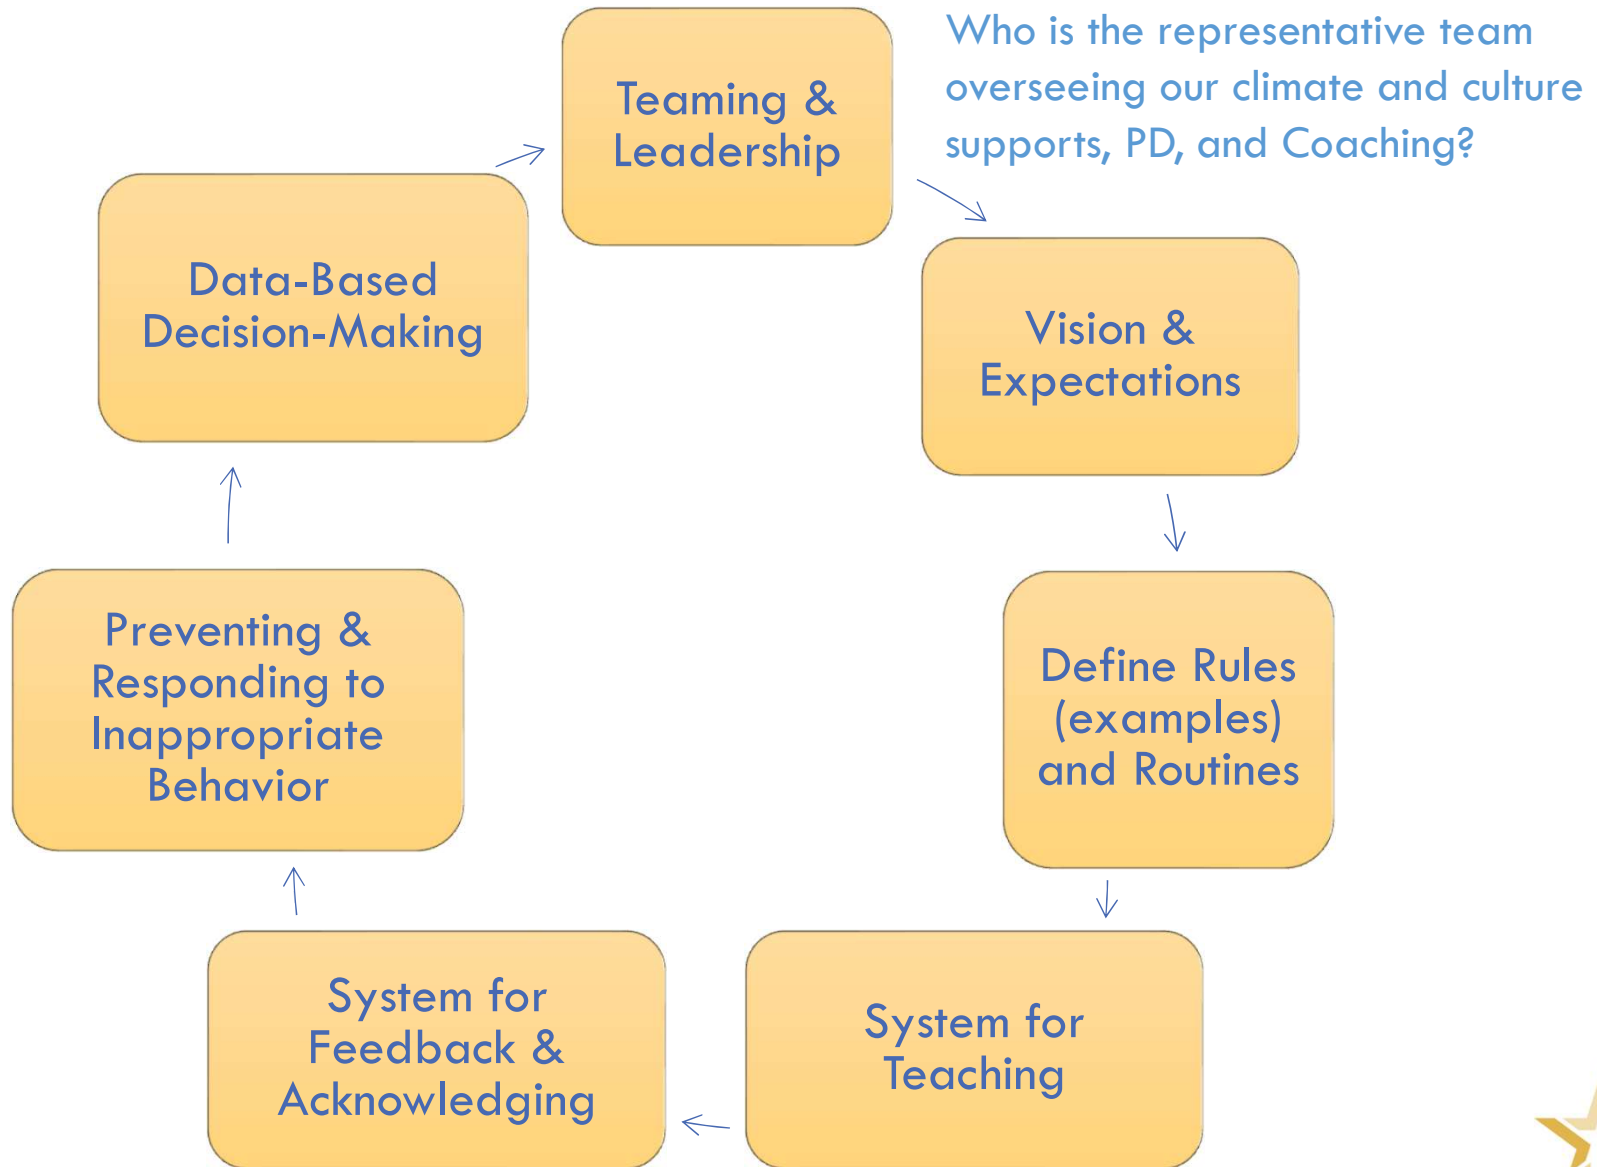 Teaming &
Leadership
Who is the representative team
overseeing our climate and culture
supports, PD, and Coaching?
Vision &
Expectations
Define Rules
(examples)
and Routines
System for
Teaching
System for
Feedback &
Acknowledging
Preventing &
Responding to
Inappropriate
Behavior
Data-Based
Decision-Making